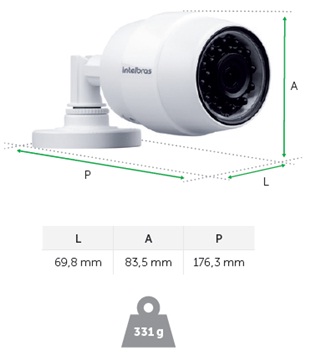 intelbras
A
P
L
L A P
69,8 mm 83,5 mm 176,3 mm
331 g